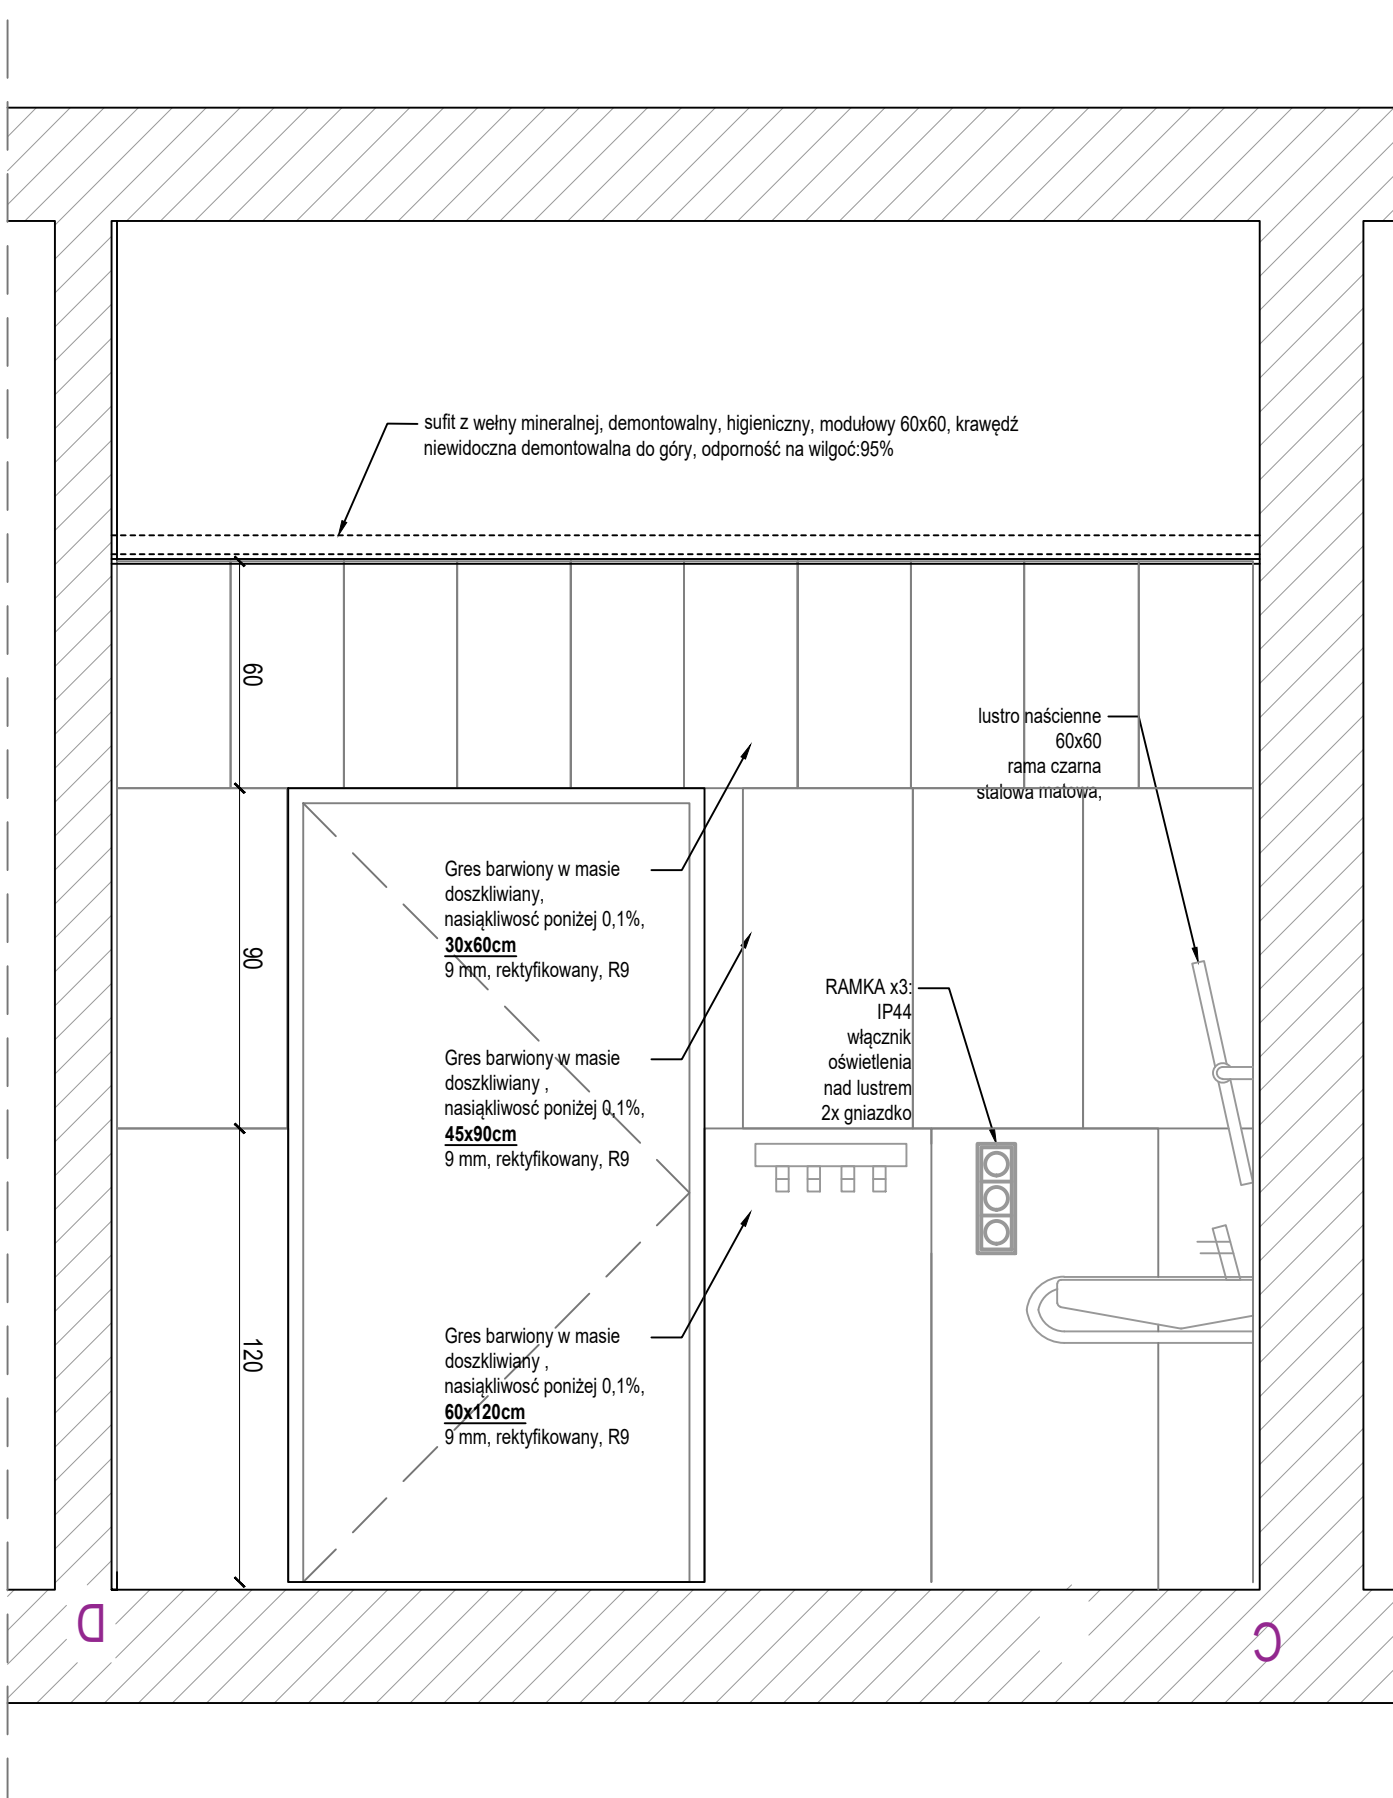 sufit z wełny mineralnej, demontowalny, higieniczny, modułowy 60x60, krawędź
niewidoczna demontowalna do góry, odporność na wilgoć:95%
60
lustro naścienne
60x60
rama czarna
stalowa matowa,
Gres barwiony w masie
doszkliwiany,
nasiąkliwosć poniżej 0,1%,
30x60cm
9 mm, rektyfikowany, R9
90
RAMKA x3:
IP44
włącznik
oświetlenia
nad lustrem
2x gniazdko
Gres barwiony w masie
doszkliwiany ,
nasiąkliwosć poniżej 0,1%,
45x90cm
9 mm, rektyfikowany, R9
120
Gres barwiony w masie
doszkliwiany ,
nasiąkliwosć poniżej 0,1%,
60x120cm
9 mm, rektyfikowany, R9
D
C